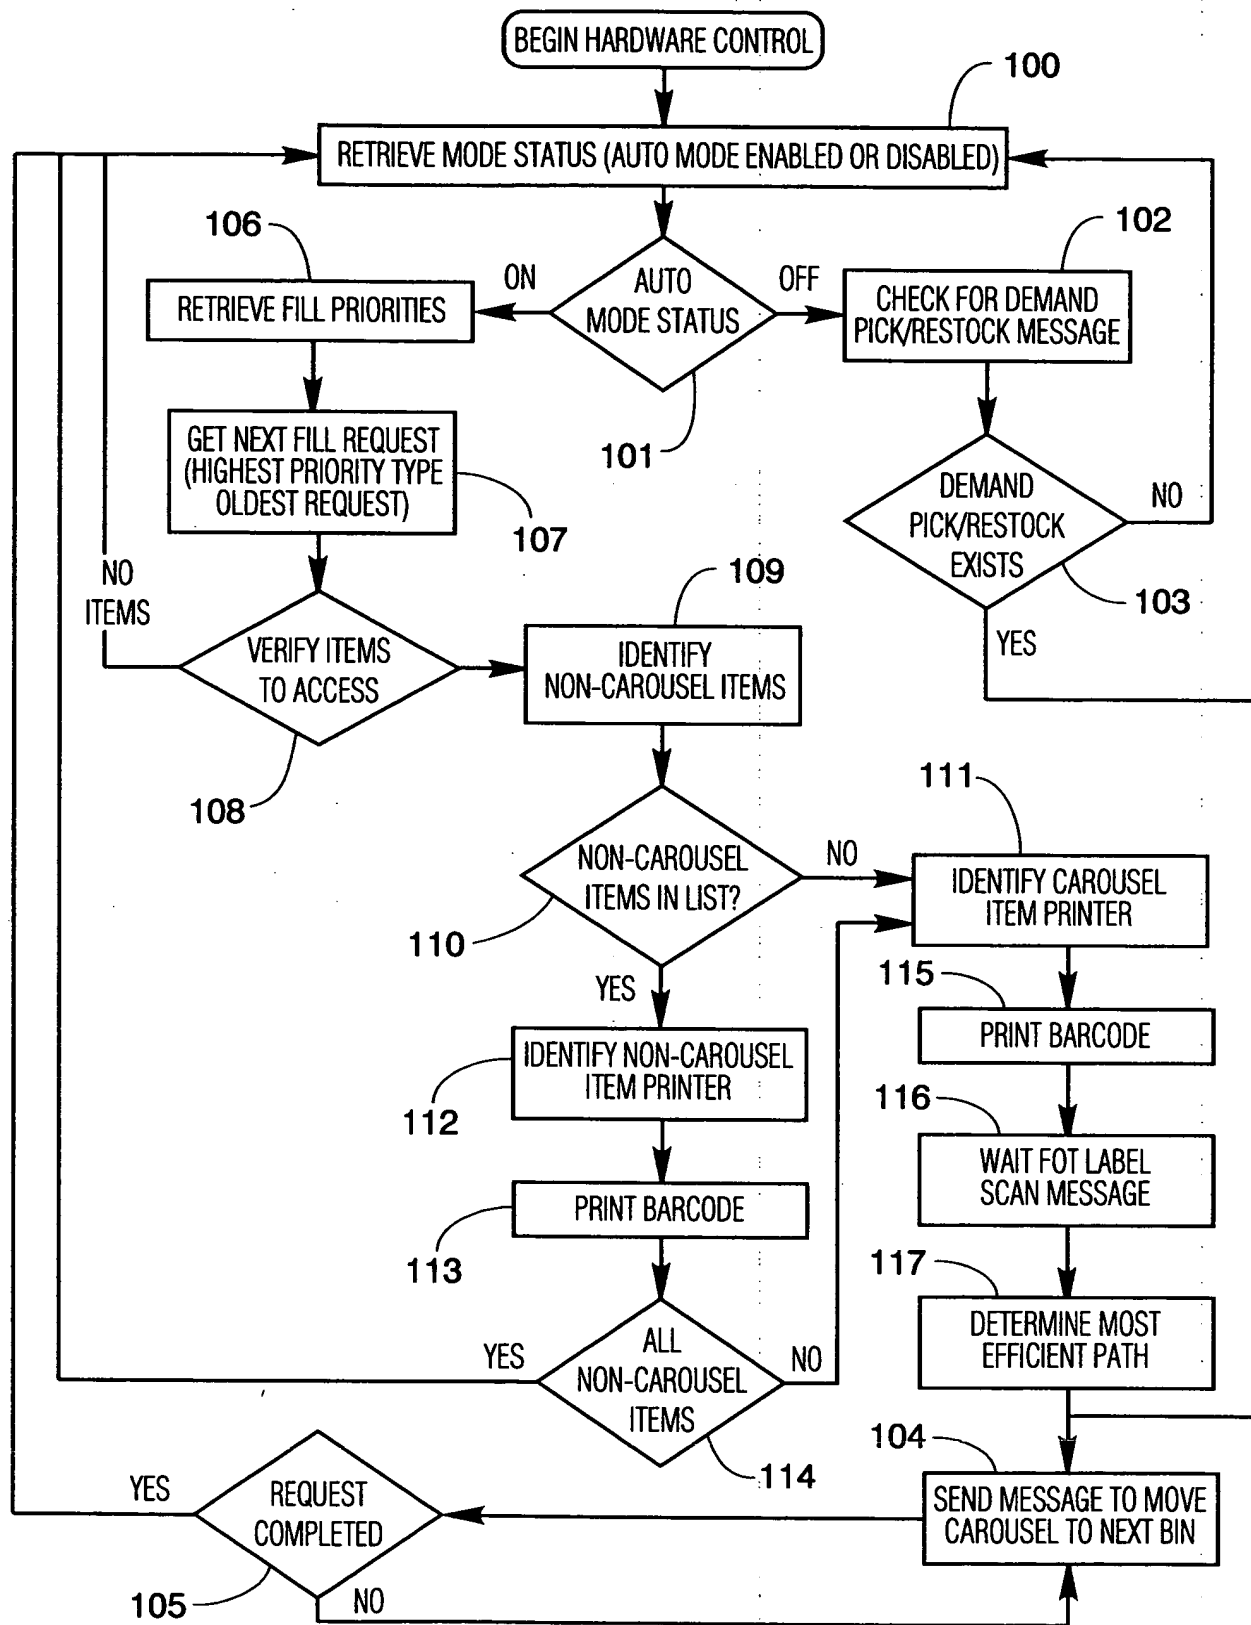 BEGIN HARDWARE CONTROL
100
RETRIEVE MODE STATUS (AUTO MODE ENABLED OR DISABLED)
106
102
ON
AUTO
MODE STATUS
OFF
RETRIEVE FILL PRIORITIES
CHECK FOR DEMAND
PICK/RESTOCK MESSAGE
101
GET NEXT FILL REQUEST
(HIGHEST PRIORITY TYPE
OLDEST REQUEST)
107
DEMAND
PICK/RESTOCK
EXISTS
NO
103
YES
NO
ITEMS
109
VERIFY ITEMS
TO ACCESS
IDENTIFY
NON-CAROUSEL ITEMS
108
111
NON-CAROUSEL
ITEMS IN LIST?
NO
IDENTIFY CAROUSEL
ITEM PRINTER
110
YES
115
PRINT BARCODE
IDENTIFY NON-CAROUSEL
ITEM PRINTER
112
116
WAIT FOT LABEL
SCAN MESSAGE
PRINT BARCODE
113
117
DETERMINE MOST
EFFICIENT PATH
YES
ALL
NON-CAROUSEL
ITEMS
NO
114
104
SEND MESSAGE TO MOVE
CAROUSEL TO NEXT BIN
YES
REQUEST
COMPLETED
105
NO